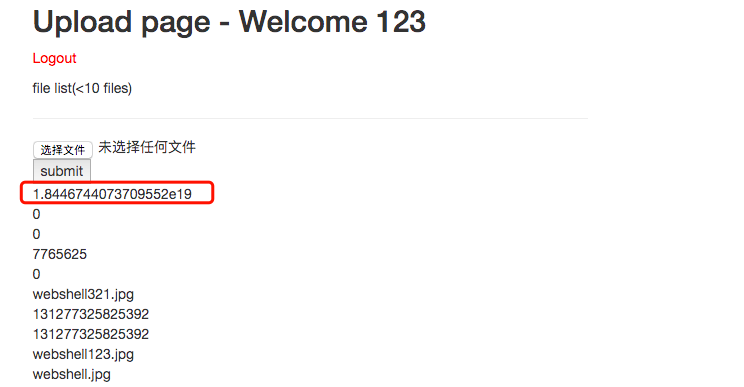 Upload page - Welcome 123
Logout
file list(<10 files)
选择文件 未选择任何文件
submit
1.8446744073709552e19
0
0
7765625
0
webshell321.jpg
131277325825392
131277325825392
webshell123.jpg
webshell.jpg